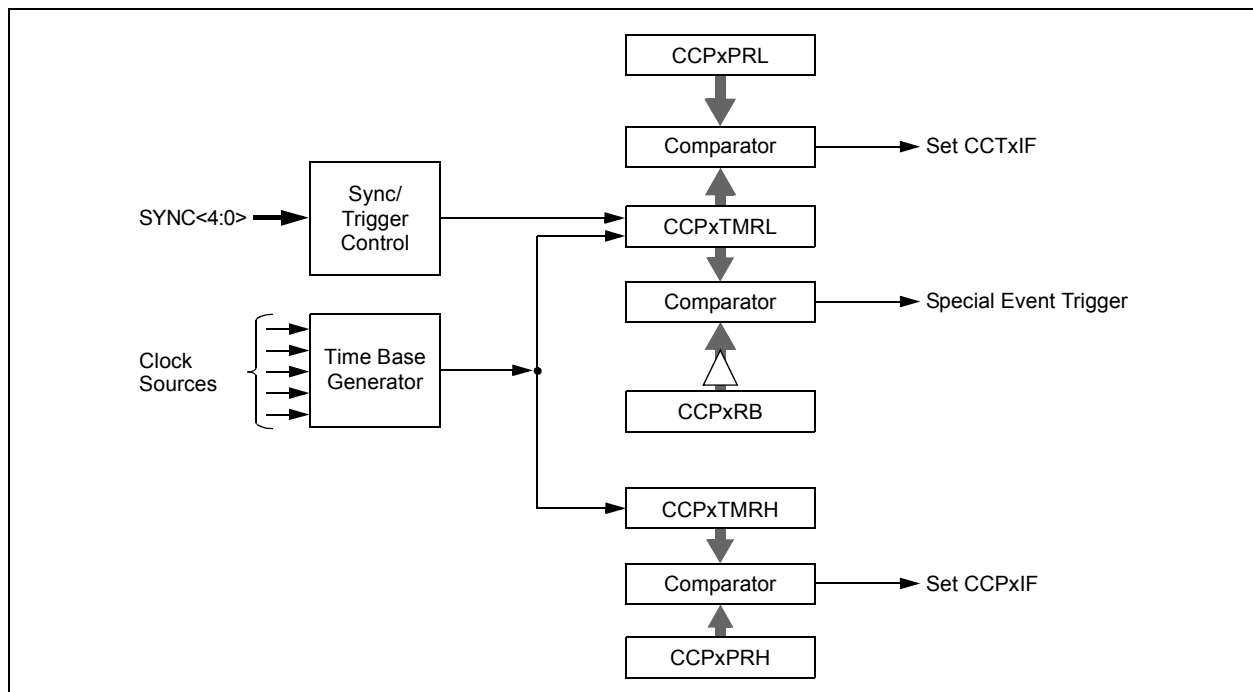 CCPxPRL
Comparator
Set CCTxIF
SYNC<4:0>
Sync/
Trigger
Control
CCPxTMRL
Comparator
Special Event Trigger
Clock
Sources
Time Base
Generator
CCPxRB
CCPxTMRH
Comparator
Set CCPxIF
CCPxPRH